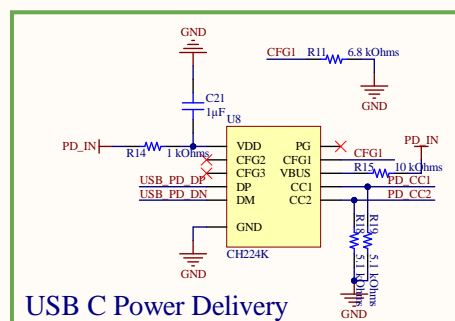 GND
CFG1 R11 6.8 kOhms
GND
C21
1µF
U8
PD_IN R14 1 kOhms VDD PG PD_IN
CFG2 CFG1 CFG1
CFG3 VBUS R15 10 kOhms
USB_PD_DP DP CC1 PD_CC1
USB_PD_DN DM CC2 PD_CC2
GND
R18 R19
5.1 kOhms 5.1 kOhms
GND CH224K
GND
USB C Power Delivery